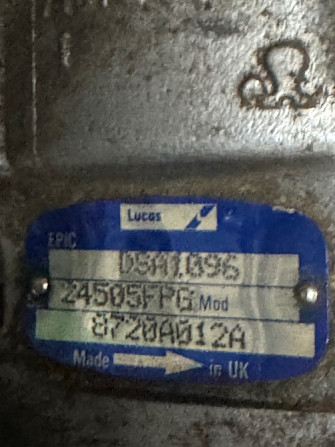 Lucas
EPIC
DSA1096
24505FPG Mod
8720A012A
Made in UK